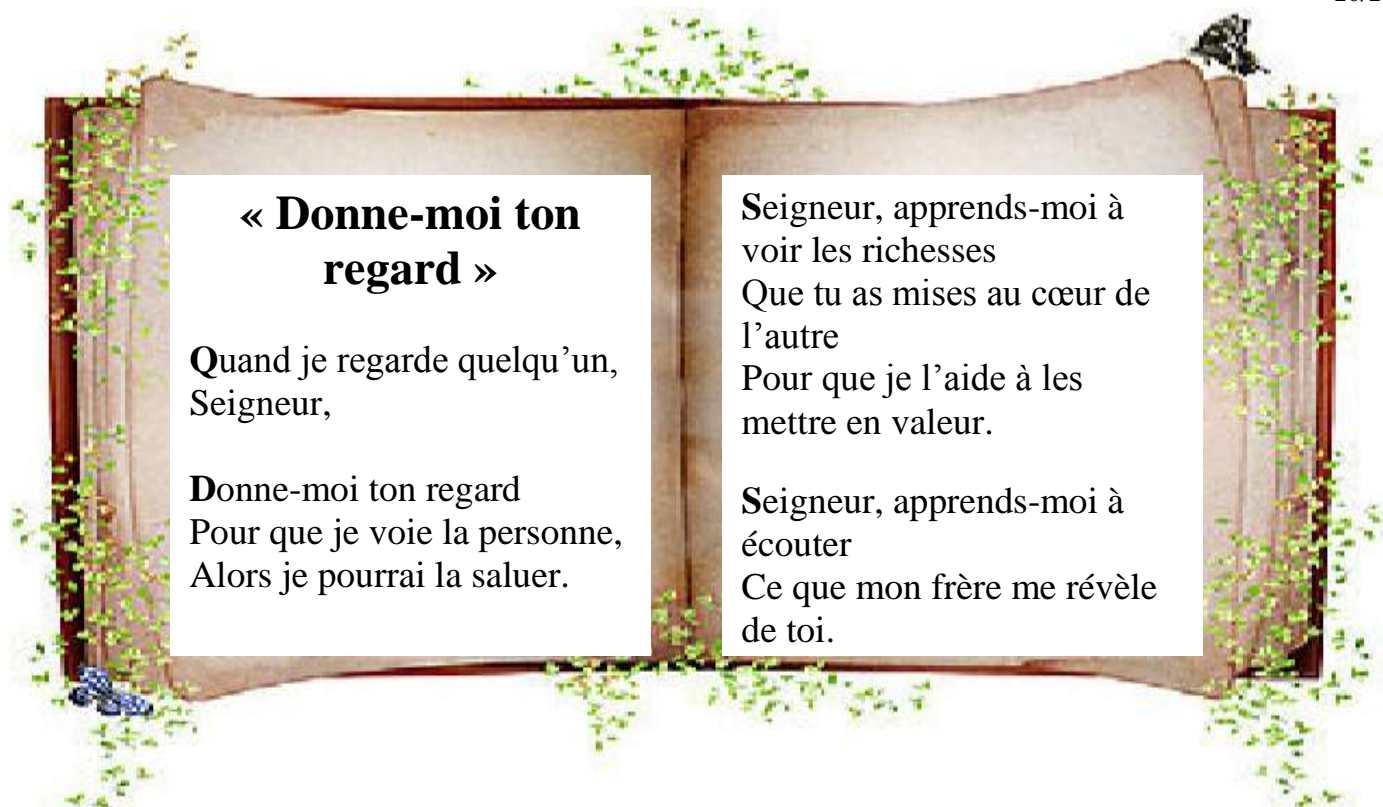 « Donne-moi ton
regard »
Quand je regarde quelqu’un,
Seigneur,
Donne-moi ton regard
Pour que je voie la personne,
Alors je pourrai la saluer.
Seigneur, apprends-moi à
voir les richesses
Que tu as mises au cœur de
l’autre
Pour que je l’aide à les
mettre en valeur.
Seigneur, apprends-moi à
écouter
Ce que mon frère me révèle
de toi.